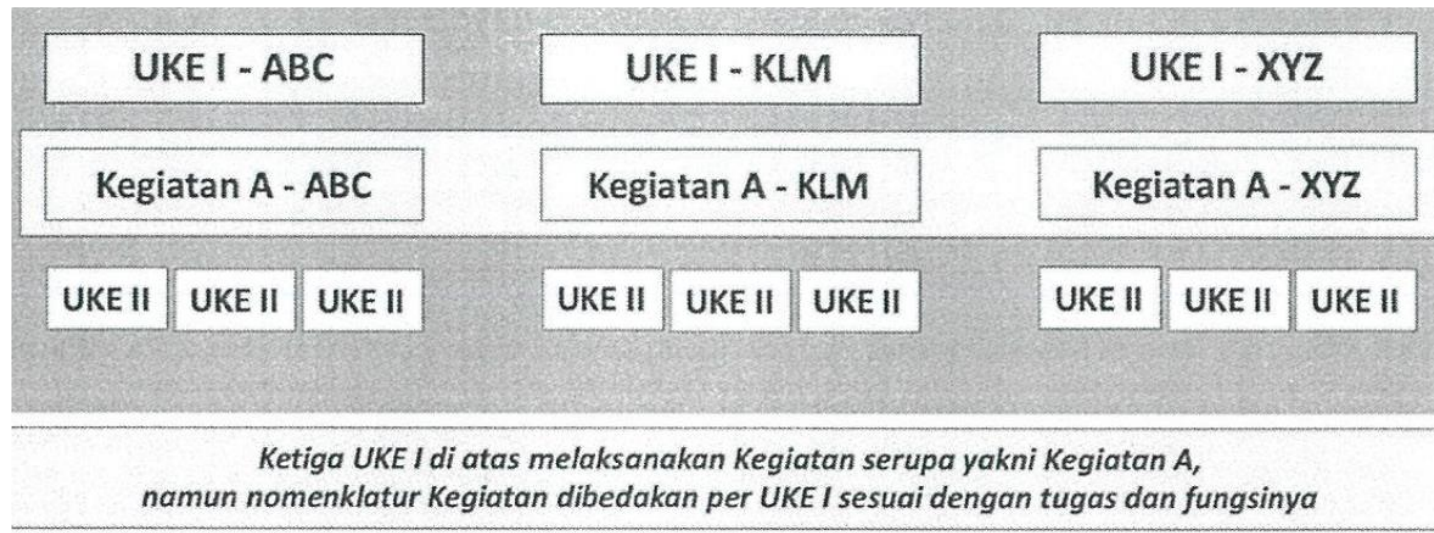 UKE I - ABC UKE I - KLM UKE I - XYZ
Kegiatan A - ABC Kegiatan A - KLM Kegiatan A - XYZ
UKE II UKE II UKE II UKE II UKE II UKE II UKE II UKE II UKE II
Ketiga UKE I di atas melaksanakan Kegiatan serupa yakni Kegiatan A,
namun nomenklatur Kegiatan dibedakan per UKE I sesuai dengan tugas dan fungsinya